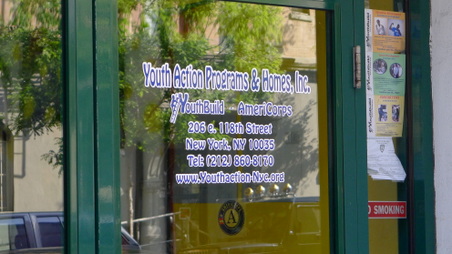 Youth Action Programs & Homes, Inc.
YouthBuild AmeriCorps
206 e. 118th Street
New York, NY 10035
Tel: (212) 860-8170
www.Youthaction-Nyc.org
A
NO SMOKING